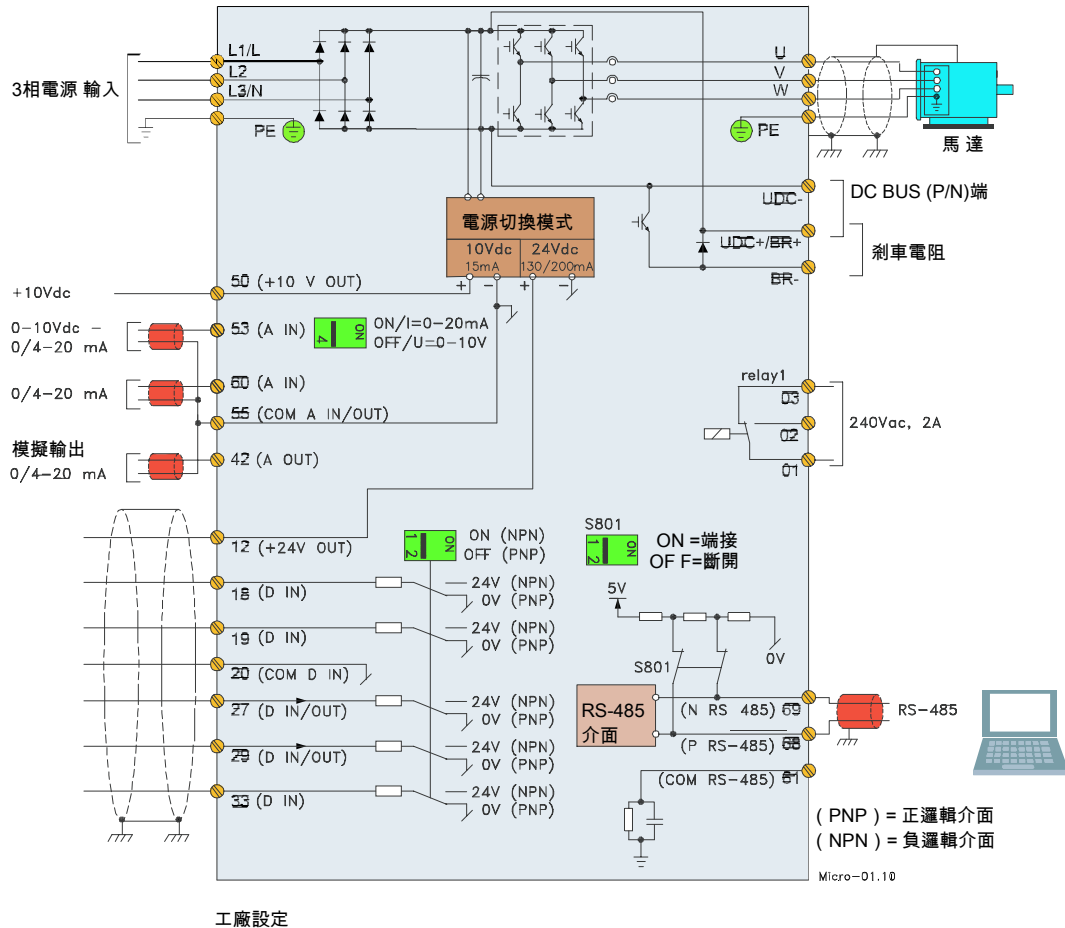 3相電源 輸入
L1/L
L2
L3/N
PE
U
V
W
PE
馬 達
UDC-
DC BUS (P/N)端
UDC+/BR+
剎車電阻
BR-
電源切換模式
10Vdc
15mA
24Vdc
130/200mA
+
-
+
-
+10Vdc
50 (+10 V OUT)
0-10Vdc -
0/4-20 mA
53 (A IN)
ON
4
ON/I=0-20mA
OFF/U=0-10V
0/4-20 mA
60 (A IN)
55 (COM A IN/OUT)
模擬輸出
0/4-20 mA
42 (A OUT)
relay1
03
02
01
240Vac, 2A
12 (+24V OUT)
ON
1 2
ON (NPN)
OFF (PNP)
S801
ON
1 2
ON =端接
OF F=斷開
18 (D IN)
24V (NPN)
0V (PNP)
19 (D IN)
24V (NPN)
0V (PNP)
20 (COM D IN)
27 (D IN/OUT)
24V (NPN)
0V (PNP)
29 (D IN/OUT)
24V (NPN)
0V (PNP)
33 (D IN)
24V (NPN)
0V (PNP)
5V
0V
S801
RS-485
介面
(N RS 485) 69
(P RS-485) 68
(COM RS-485) 61
RS-485
( PNP ) = 正邏輯介面
( NPN ) = 負邏輯介面
Micro-01.10
工廠設定